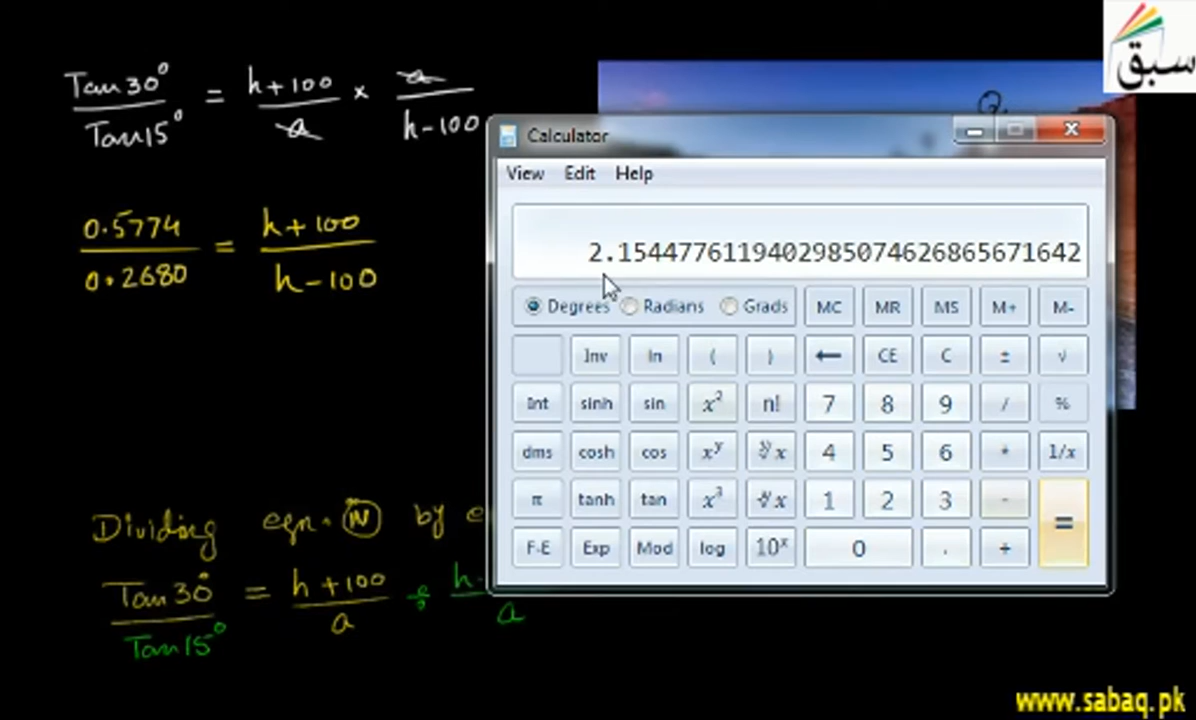 Tan 30° / Tan 15° = h+100 / a × a / h-100
سبق
0.5774 / 0.2680 = h+100 / h-100
Calculator
View Edit Help
2.1544776119402985074626865671642
Degrees Radians Grads MC MR MS M+ M-
Inv ln ( ) ← CE C ± √
Int sinh sin x² n! 7 8 9 / %
dms cosh cos xʸ ʸ√x 4 5 6 * 1/x
π tanh tan x³ ³√x 1 2 3 - =
F-E Exp Mod log 10ˣ 0 . +
Dividing eqn. IV by
Tan 30° / Tan 15° = h+100 / a ÷ h- / a
www.sabaq.pk